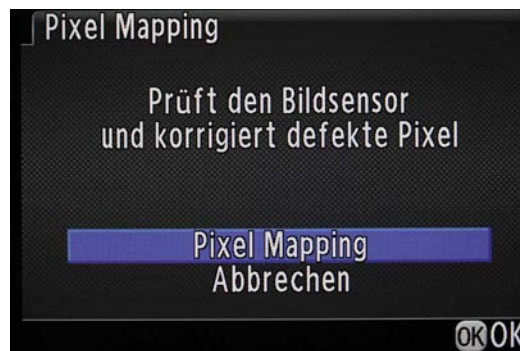 Pixel Mapping
Prüft den Bildsensor
und korrigiert defekte Pixel
Pixel Mapping
Abbrechen
OK OK